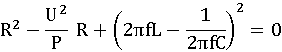 R² − U²/P R + (2πfL − 1/2πfC)² = 0